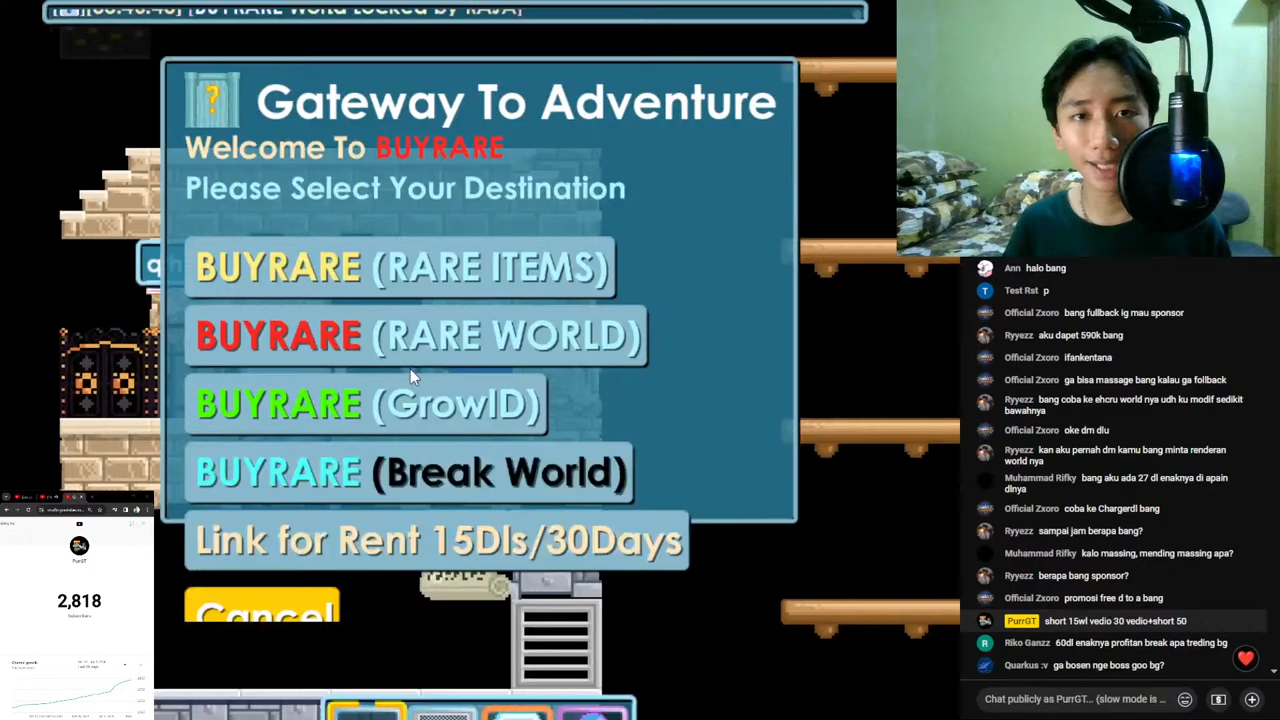 [BUYRARE World Locked by RAJA]
Gateway To Adventure
Welcome To BUYRARE
Please Select Your Destination
BUYRARE (RARE ITEMS)
BUYRARE (RARE WORLD)
BUYRARE (GrowID)
BUYRARE (Break World)
Link for Rent 15Dls/30Days
Cancel
PurrGT
2,818
Subscribers
Ann halo bang
Test Rst p
Official Zxoro bang fullback ig mau sponsor
Ryyezz aku dapet 590k bang
Official Zxoro ifankentana
Official Zxoro ga bisa massage bang kalau ga follback
Ryyezz bang coba ke ehcru world nya udh ku modif sedikit
bawahnya
Official Zxoro oke dm dlu
Ryyezz kan aku pernah dm kamu bang minta renderan
world nya
Muhammad Rifky bang aku ada 27 dl enaknya di apain
dlnya
Official Zxoro coba ke Chargerdl bang
Ryyezz sampai jam berapa bang?
Muhammad Rifky kalo massing, mending massing apa?
Ryyezz berapa bang sponsor?
Official Zxoro promosi free d to a bang
PurrGT short 15wl vedio 30 vedio+short 50
Riko Ganzz 60dl enaknya profitan break apa treding bg
Quarkus :v ga bosen nge boss goo bg?
Chat publicly as PurrGT... (slow mode is ...